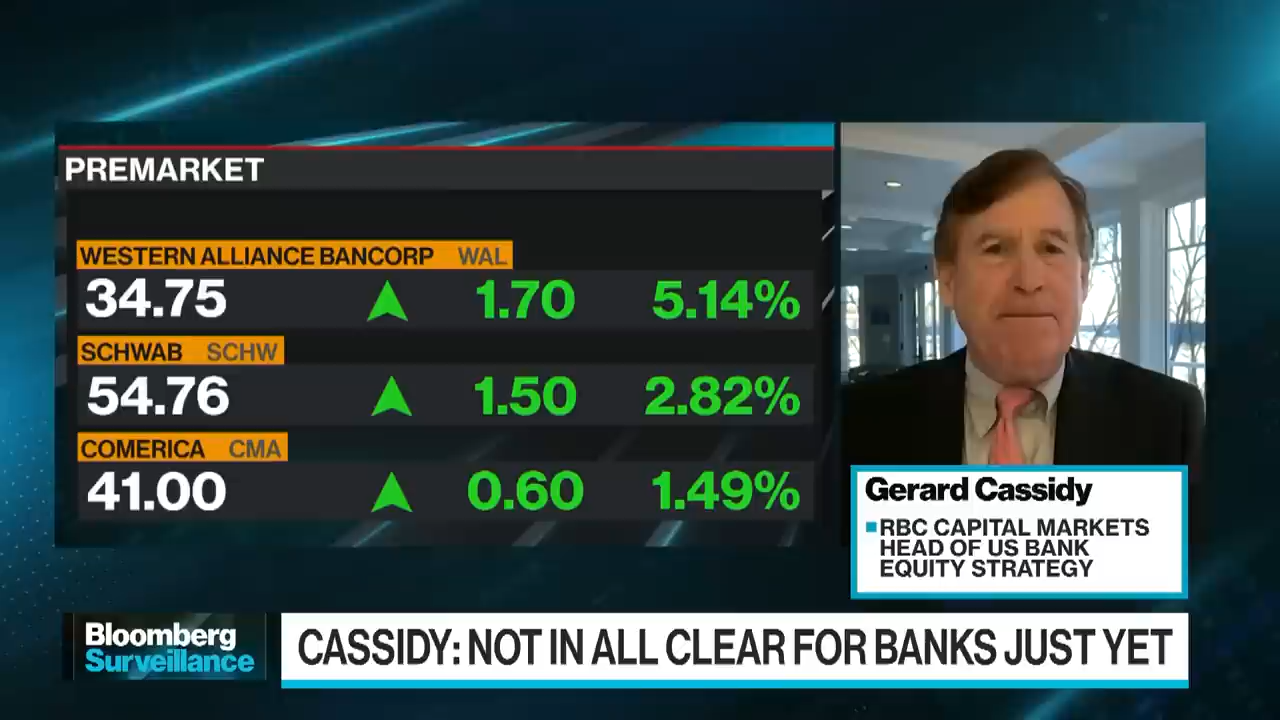 PREMARKET
WESTERN ALLIANCE BANCORP WAL
34.75 ▲ 1.70 5.14%
SCHWAB SCHW
54.76 ▲ 1.50 2.82%
COMERICA CMA
41.00 ▲ 0.60 1.49%
Gerard Cassidy
RBC CAPITAL MARKETS
HEAD OF US BANK
EQUITY STRATEGY
Bloomberg
Surveillance
CASSIDY: NOT IN ALL CLEAR FOR BANKS JUST YET